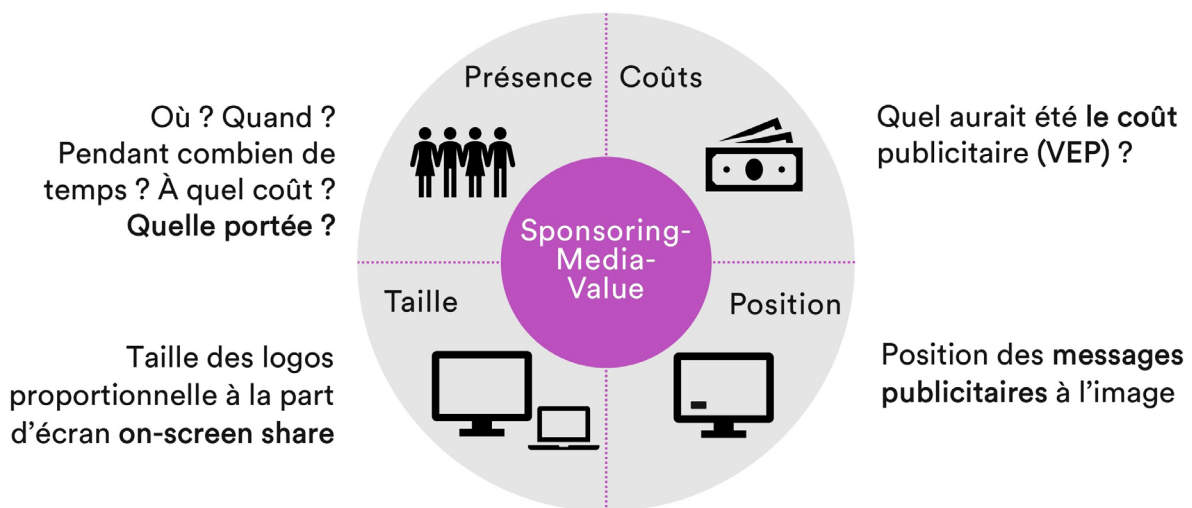 Présence
Coûts
Où ? Quand ?
Pendant combien de
temps ? À quel coût ?
Quelle portée ?
Quel aurait été le coût
publicitaire (VEP) ?
Sponsoring-
Media-
Value
Taille
Position
Taille des logos
proportionnelle à la part
d’écran on-screen share
Position des messages
publicitaires à l’image